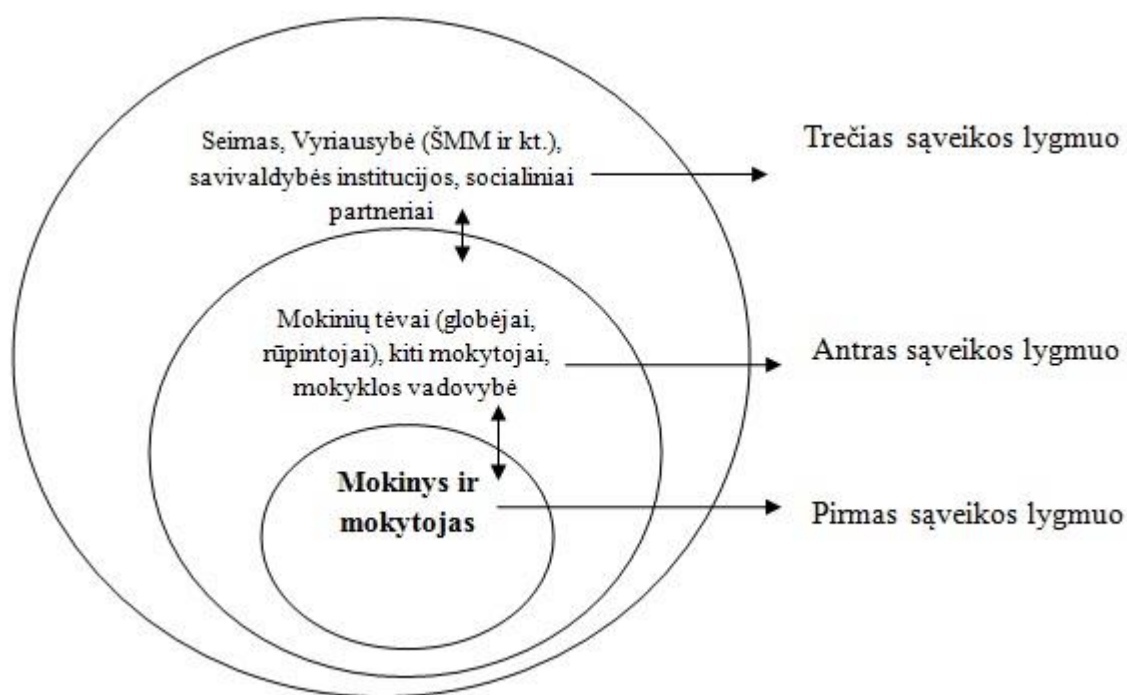 Seimas, Vyriausybė (ŠMM ir kt.),
savivaldybės institucijos, socialiniai
partneriai
Trečias sąveikos lygmuo
Mokinių tėvai (globėjai,
rūpintojai), kiti mokytojai,
mokyklos vadovybė
Antras sąveikos lygmuo
Mokinys ir
mokytojas
Pirmas sąveikos lygmuo